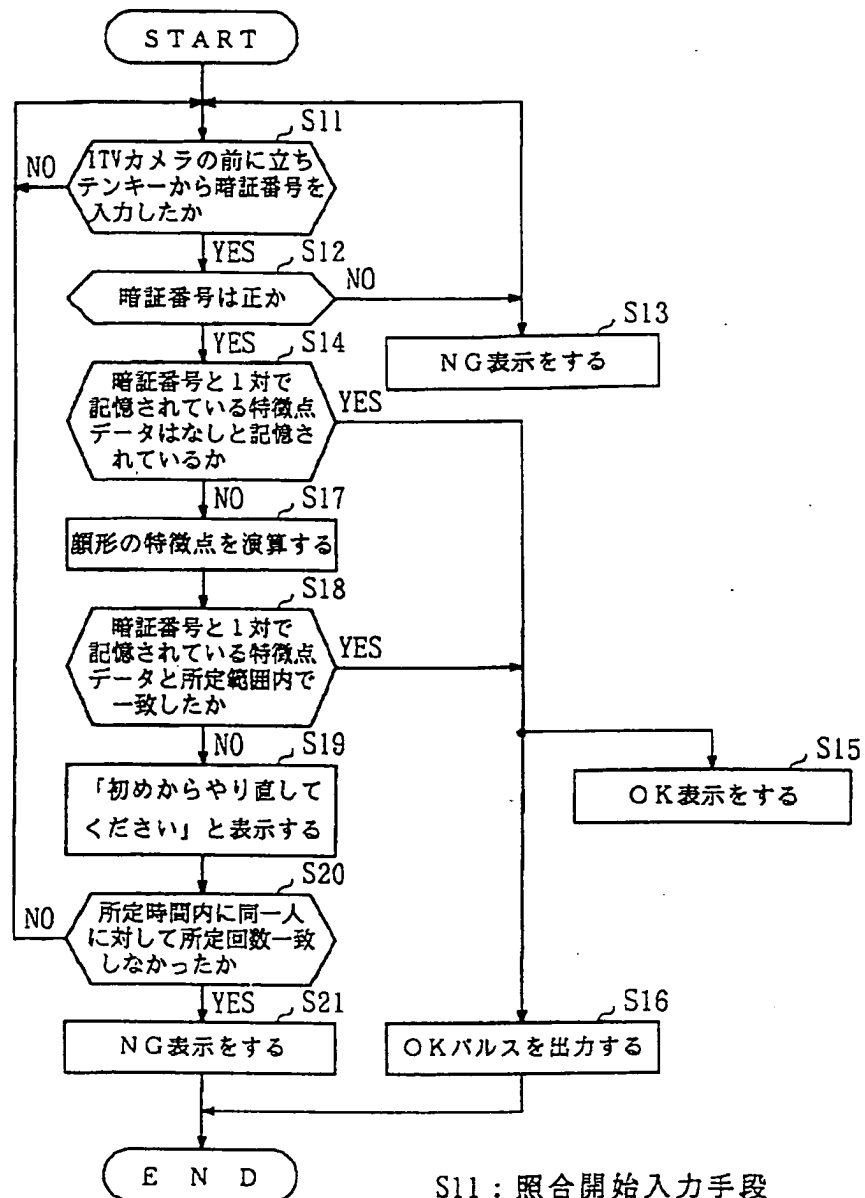 START
S11
ITVカメラの前に立ち
テンキーから暗証番号を
入力したか
NO
YES
S12
暗証番号は正か
NO
S13
NG表示をする
YES
S14
暗証番号と1対で
記憶されている特徴点
データはなしと記憶さ
れているか
YES
NO
S17
顔形の特徴点を演算する
S18
暗証番号と1対で
記憶されている特徴点
データと所定範囲内で
一致したか
YES
NO
S19
「初めからやり直して
ください」と表示する
S15
OK表示をする
S20
所定時間内に同一人
に対して所定回数一致
しなかったか
NO
YES
S21
NG表示をする
S16
OKパルスを出力する
END
S11:照合開始入力手段